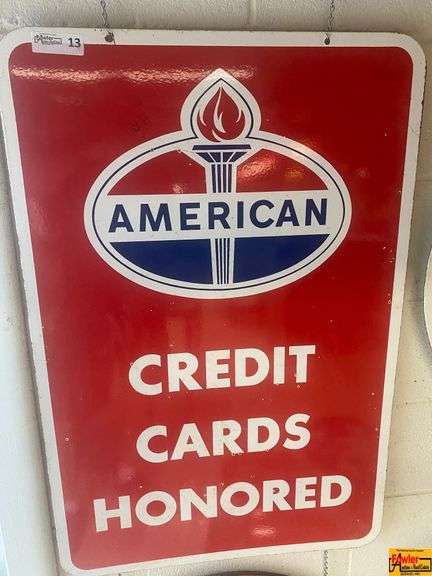 13
AMERICAN
CREDIT
CARDS
HONORED